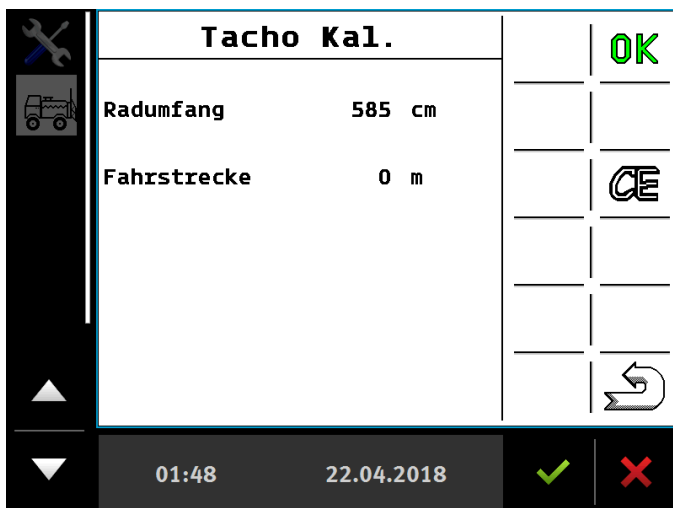 Tacho Kal.
OK
Radumfang 585 cm
Fahrstrecke 0 m
CE
01:48 22.04.2018